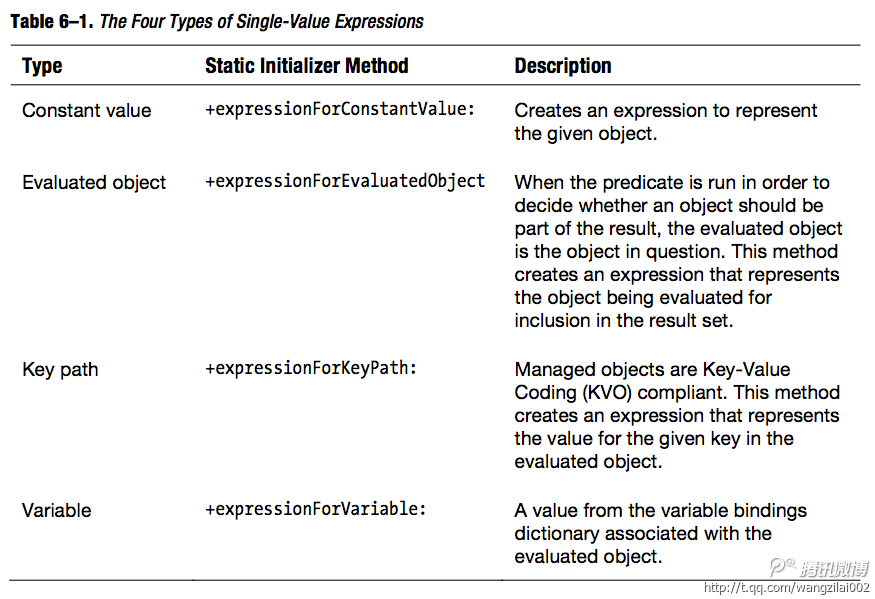 Table 6–1. The Four Types of Single-Value Expressions
Type Static Initializer Method Description
Constant value +expressionForConstantValue: Creates an expression to represent
the given object.
Evaluated object +expressionForEvaluatedObject When the predicate is run in order to
decide whether an object should be
part of the result, the evaluated object
is the object in question. This method
creates an expression that represents
the object being evaluated for
inclusion in the result set.
Key path +expressionForKeyPath: Managed objects are Key-Value
Coding (KVO) compliant. This method
creates an expression that represents
the value for the given key in the
evaluated object.
Variable +expressionForVariable: A value from the variable bindings
dictionary associated with the
evaluated object.
腾讯微博
http://t.qq.com/wangzilai002